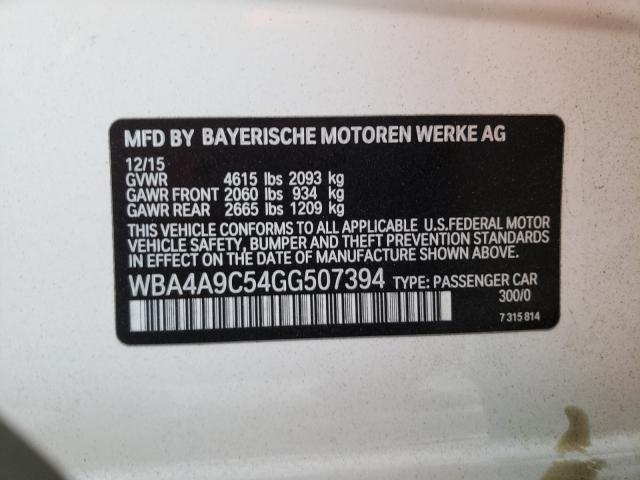 MFD BY BAYERISCHE MOTOREN WERKE AG
12/15
GVWR 4615 lbs 2093 kg
GAWR FRONT 2060 lbs 934 kg
GAWR REAR 2665 lbs 1209 kg
THIS VEHICLE CONFORMS TO ALL APPLICABLE U.S.FEDERAL MOTOR
VEHICLE SAFETY, BUMPER AND THEFT PREVENTION STANDARDS
IN EFFECT ON THE DATE OF MANUFACTURE SHOWN ABOVE.
WBA4A9C54GG507394 TYPE: PASSENGER CAR
300/0
7 315 814